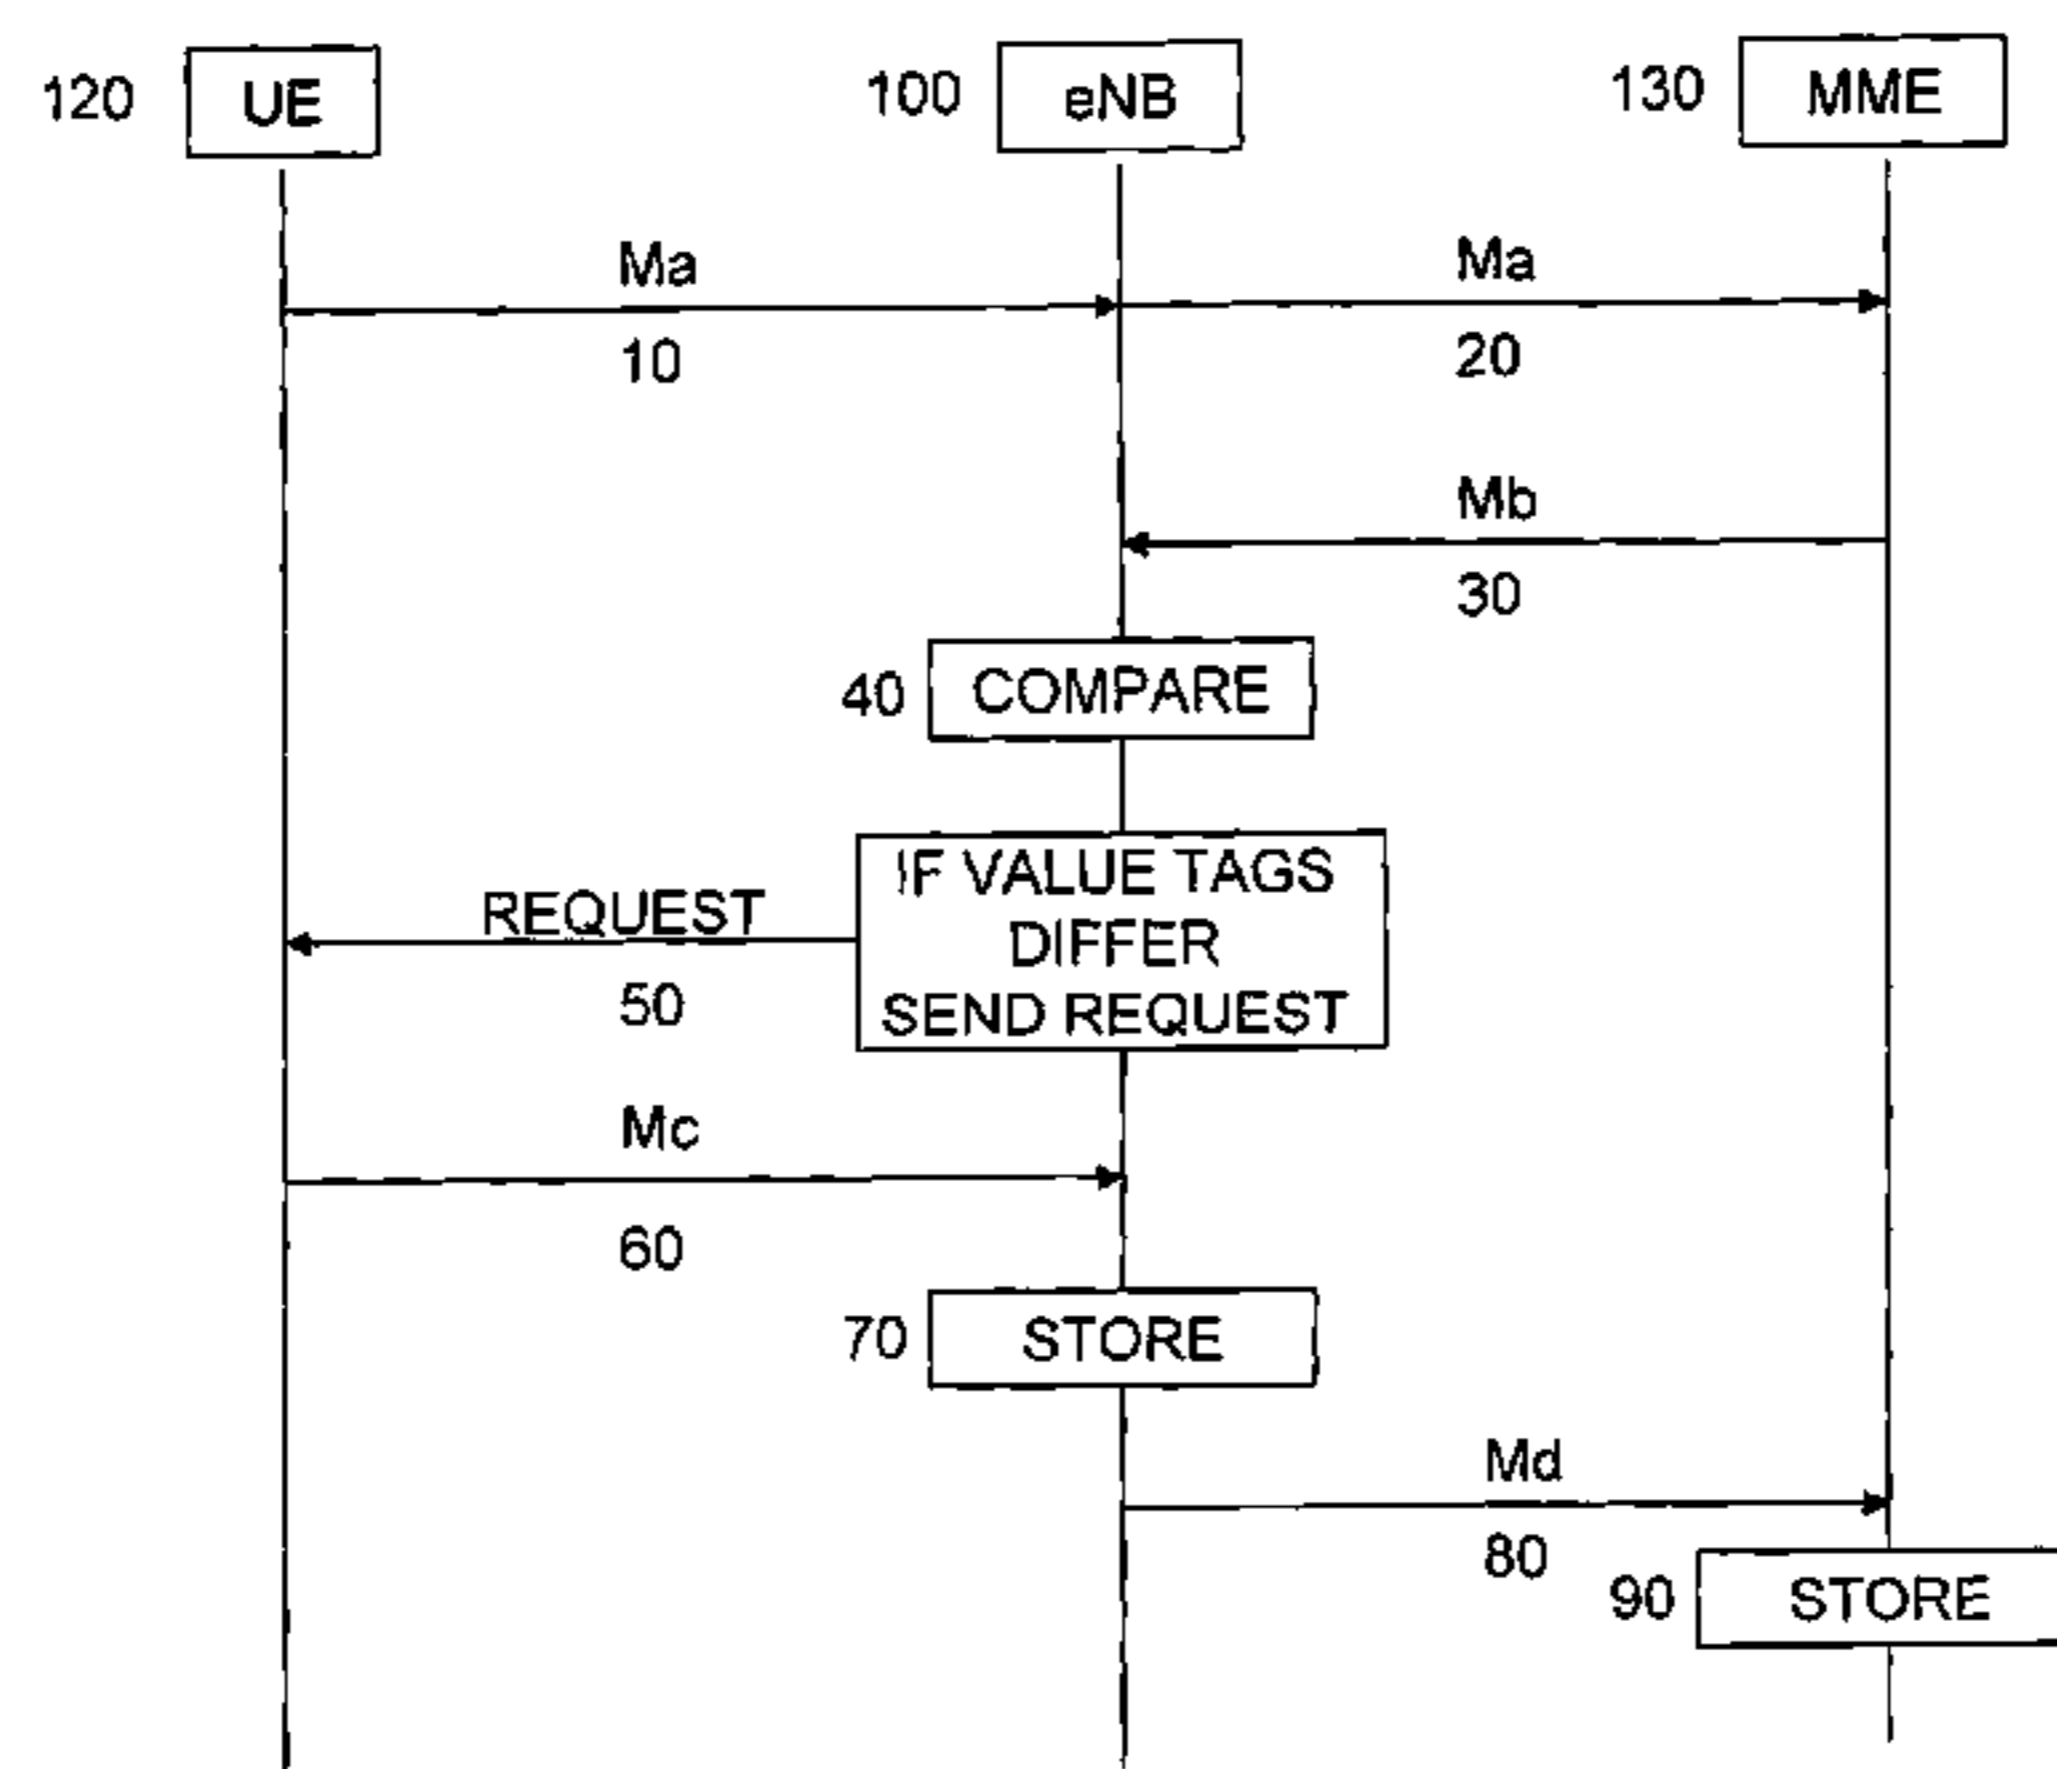 120 UE 100 eNB 130 MME
Ma Ma
10 20
Mb
30
40 COMPARE
IF VALUE TAGS
REQUEST DIFFER
50 SEND REQUEST
Mc
60
70 STORE
Md
80
90 STORE